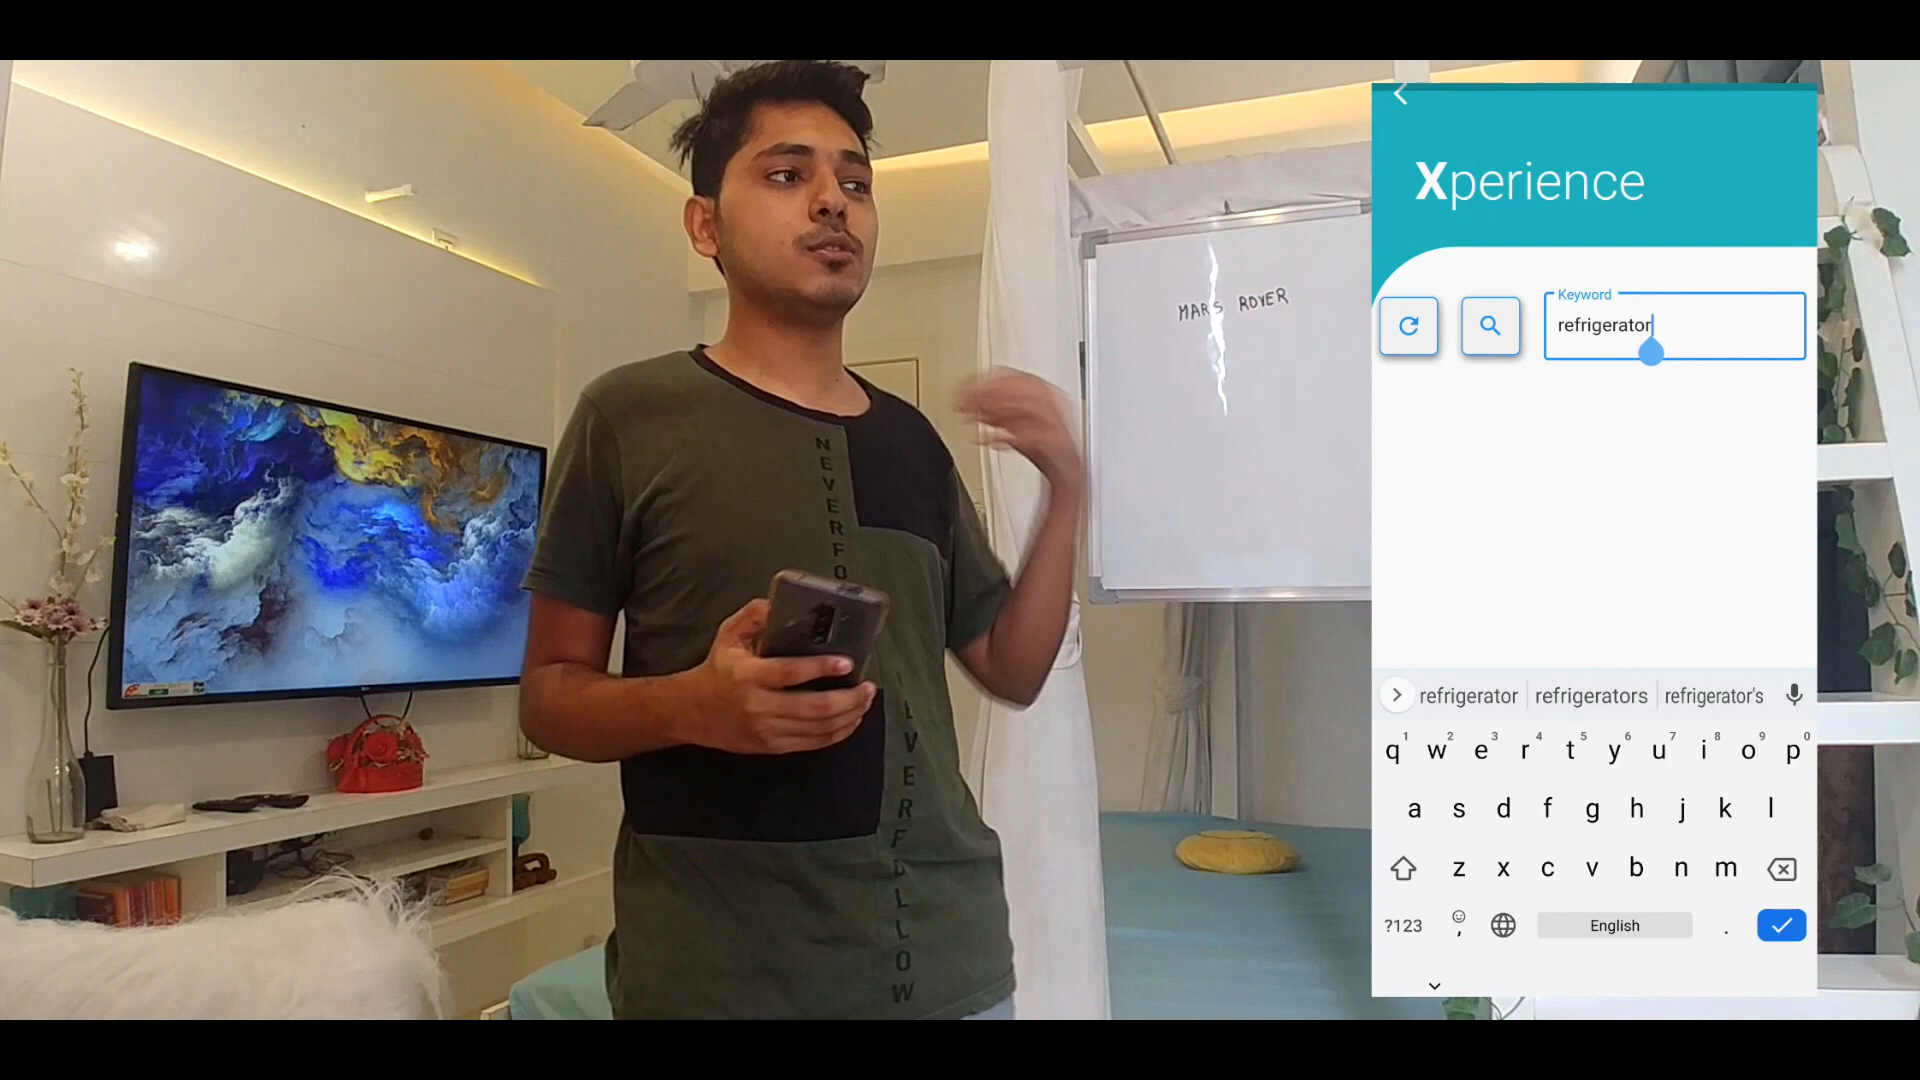 Xperience
Keyword
refrigerator
MARS ROVER
NEVERFO
LVERFOLLOW
refrigerator refrigerators refrigerator's
1 2 3 4 5 6 7 8 9 0
q w e r t y u i o p
a s d f g h j k l
z x c v b n m
?123 , English .